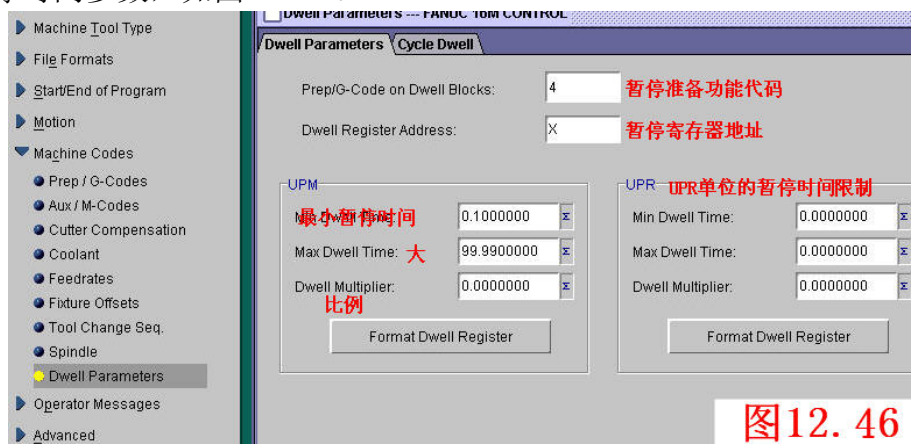 Dwell Parameters --- FANUC 16M CONTROL
Machine Tool Type
File Formats
Start/End of Program
Motion
Machine Codes
Prep / G-Codes
Aux / M-Codes
Cutter Compensation
Coolant
Feedrates
Fixture Offsets
Tool Change Seq.
Spindle
Dwell Parameters
Operator Messages
Advanced
Dwell Parameters Cycle Dwell
Prep/G-Code on Dwell Blocks: 4 暂停准备功能代码
Dwell Register Address: X 暂停寄存器地址
UPM
Min Dwell Time: 最小暂停时间 0.1000000 Σ
Max Dwell Time: 大 99.9900000 Σ
Dwell Multiplier: 0.0000000 Σ
比例
Format Dwell Register
UPR UPR单位的暂停时间限制
Min Dwell Time: 0.0000000 Σ
Max Dwell Time: 0.0000000 Σ
Dwell Multiplier: 0.0000000 Σ
Format Dwell Register
图12.46